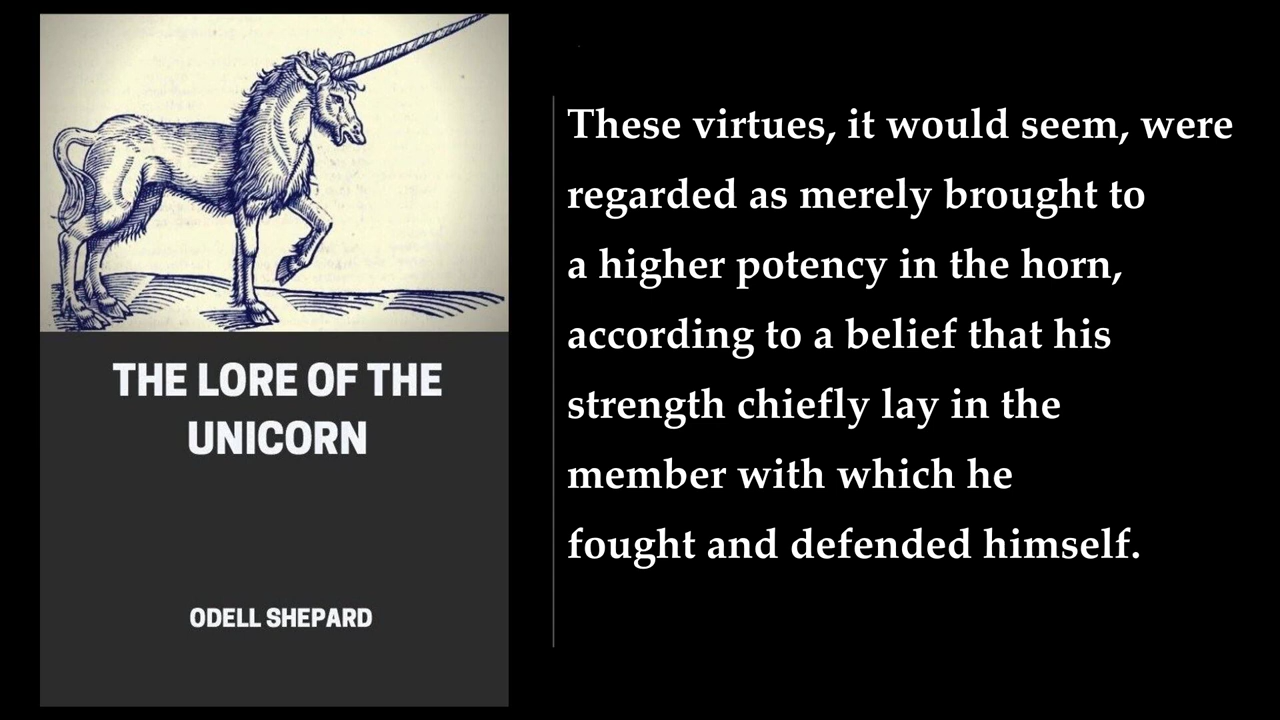 THE LORE OF THE
UNICORN
ODELL SHEPARD
These virtues, it would seem, were
regarded as merely brought to
a higher potency in the horn,
according to a belief that his
strength chiefly lay in the
member with which he
fought and defended himself.